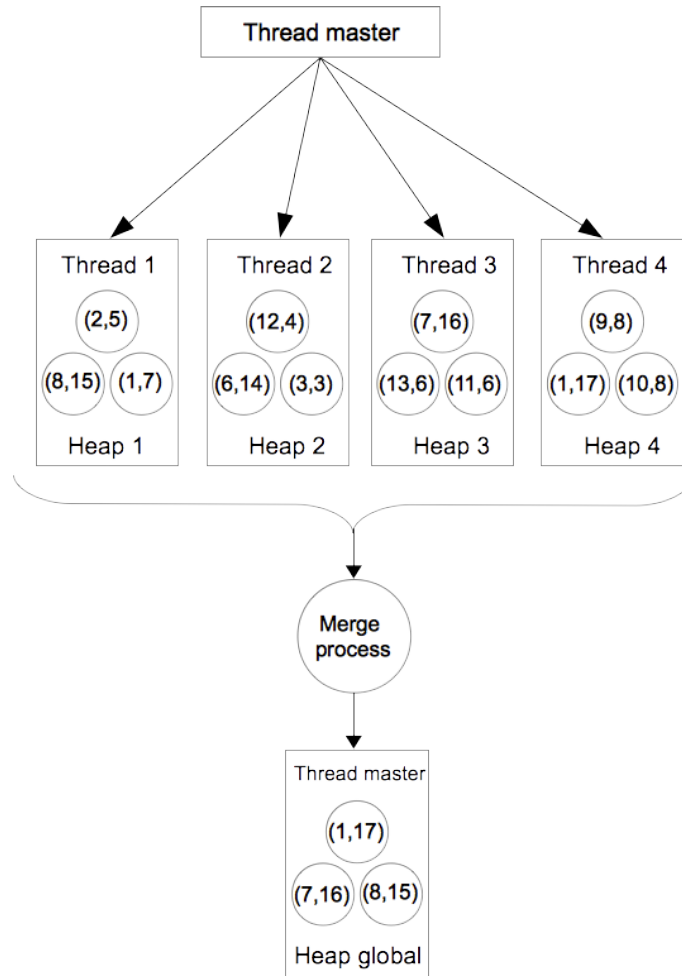 Thread master
Thread 1
(2,5)
(8,15) (1,7)
Heap 1
Thread 2
(12,4)
(6,14) (3,3)
Heap 2
Thread 3
(7,16)
(13,6) (11,6)
Heap 3
Thread 4
(9,8)
(1,17) (10,8)
Heap 4
Merge
process
Thread master
(1,17)
(7,16) (8,15)
Heap global